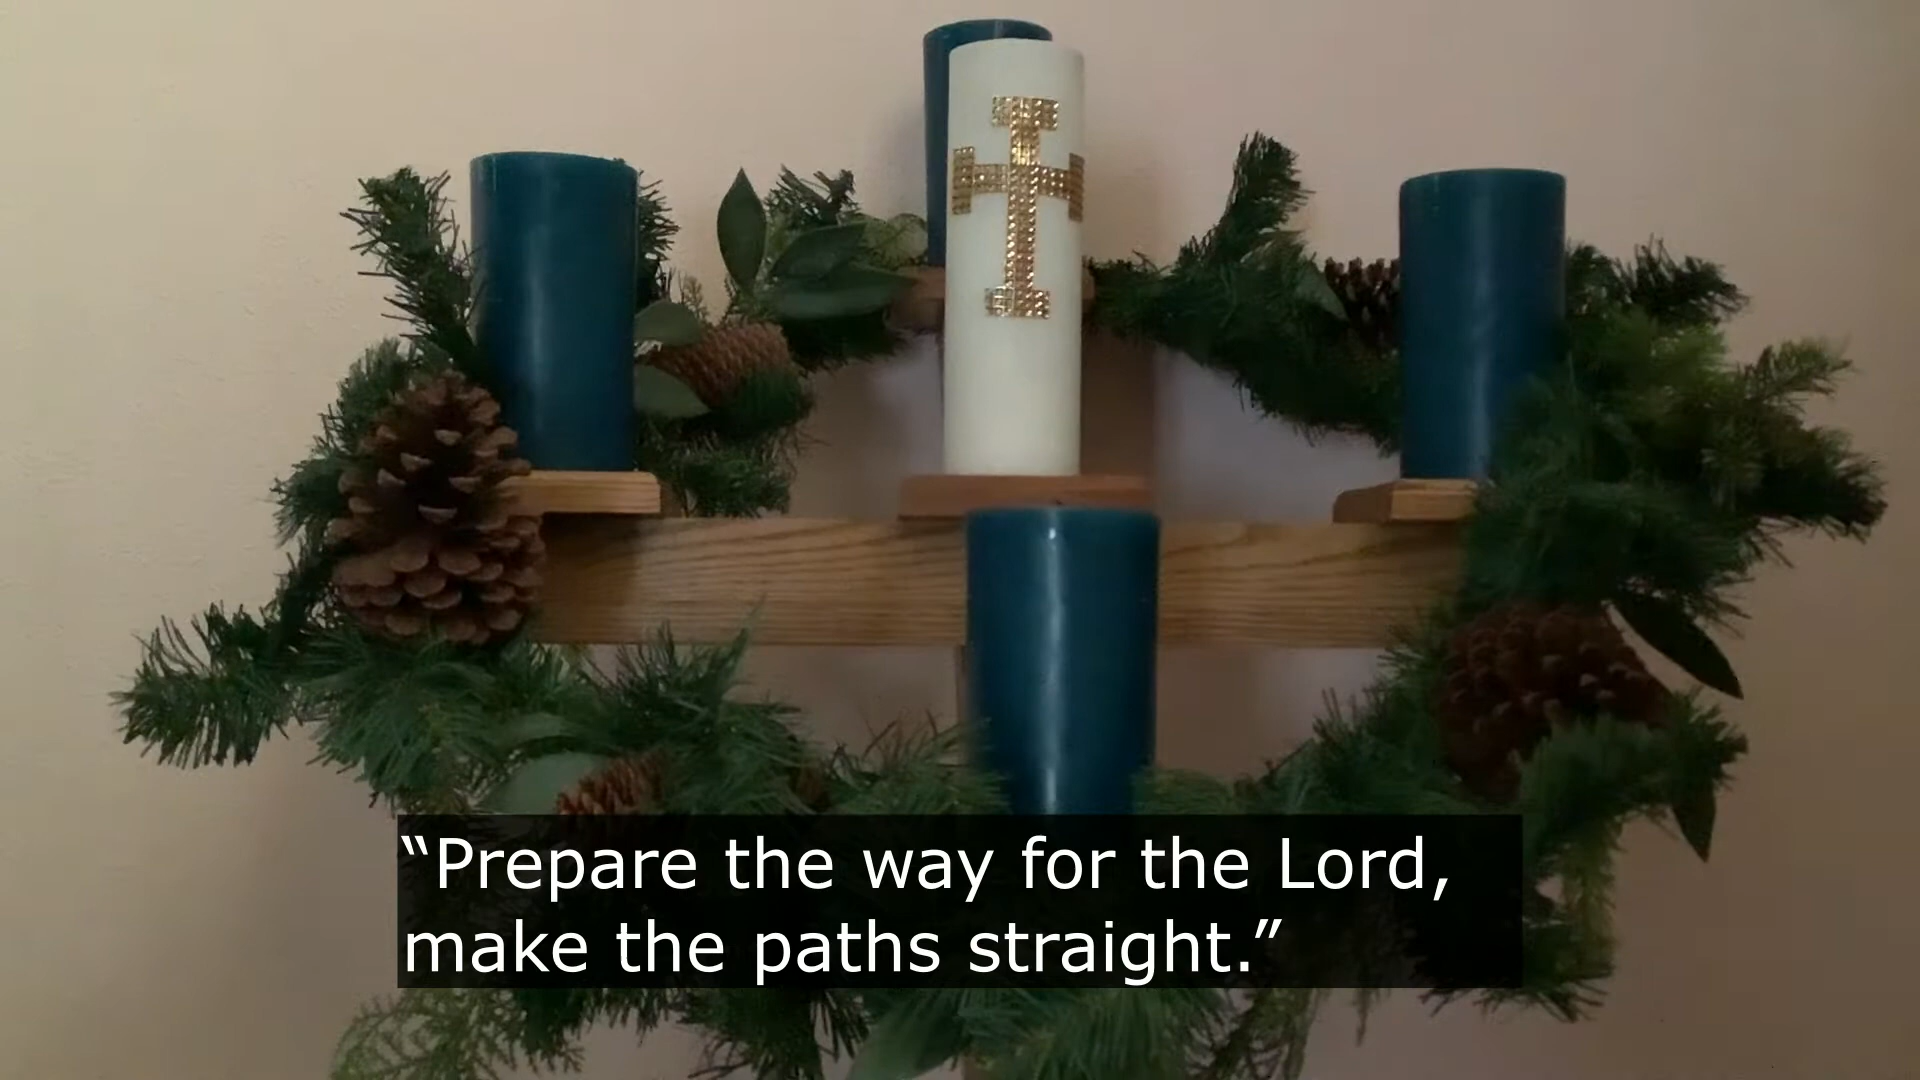 “Prepare the way for the Lord,
make the paths straight.”